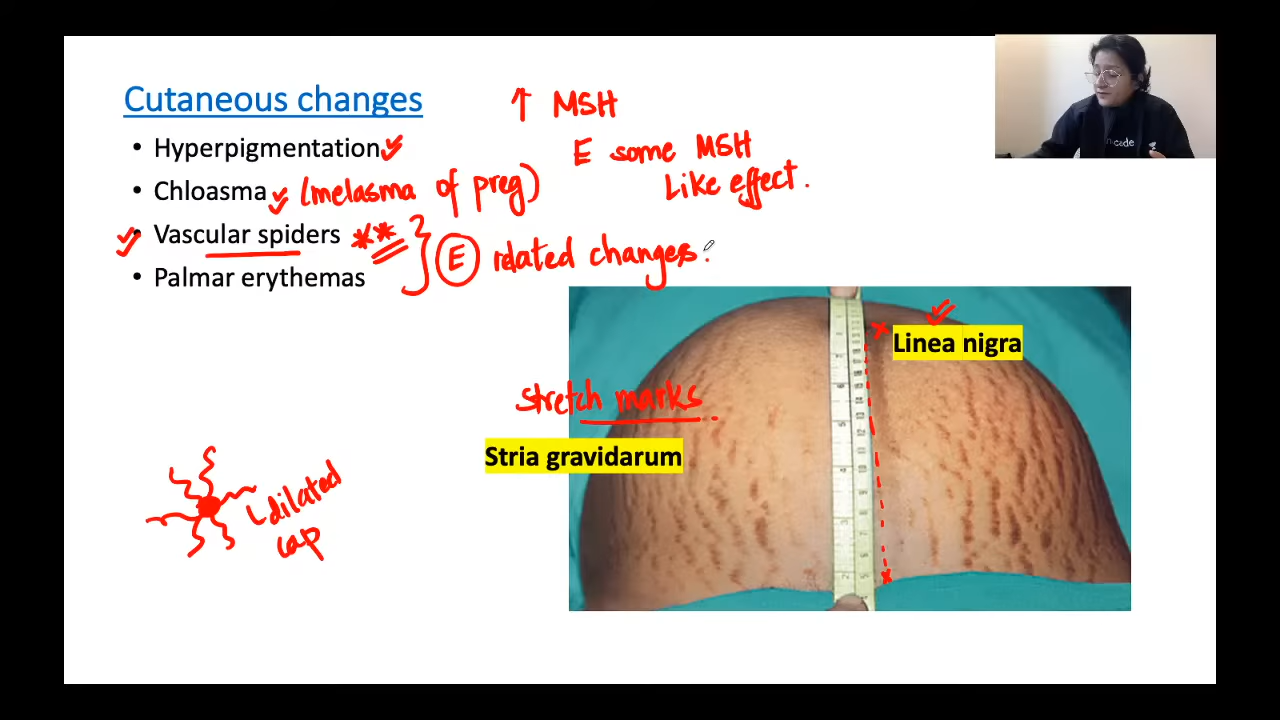 Cutaneous changes
↑ MSH
• Hyperpigmentation
E some MSH
Like effect.
• Chloasma (melasma of preg)
• Vascular spiders **
E related changes.
• Palmar erythemas
Linea nigra
Stretch marks
Stria gravidarum
dilated
cap